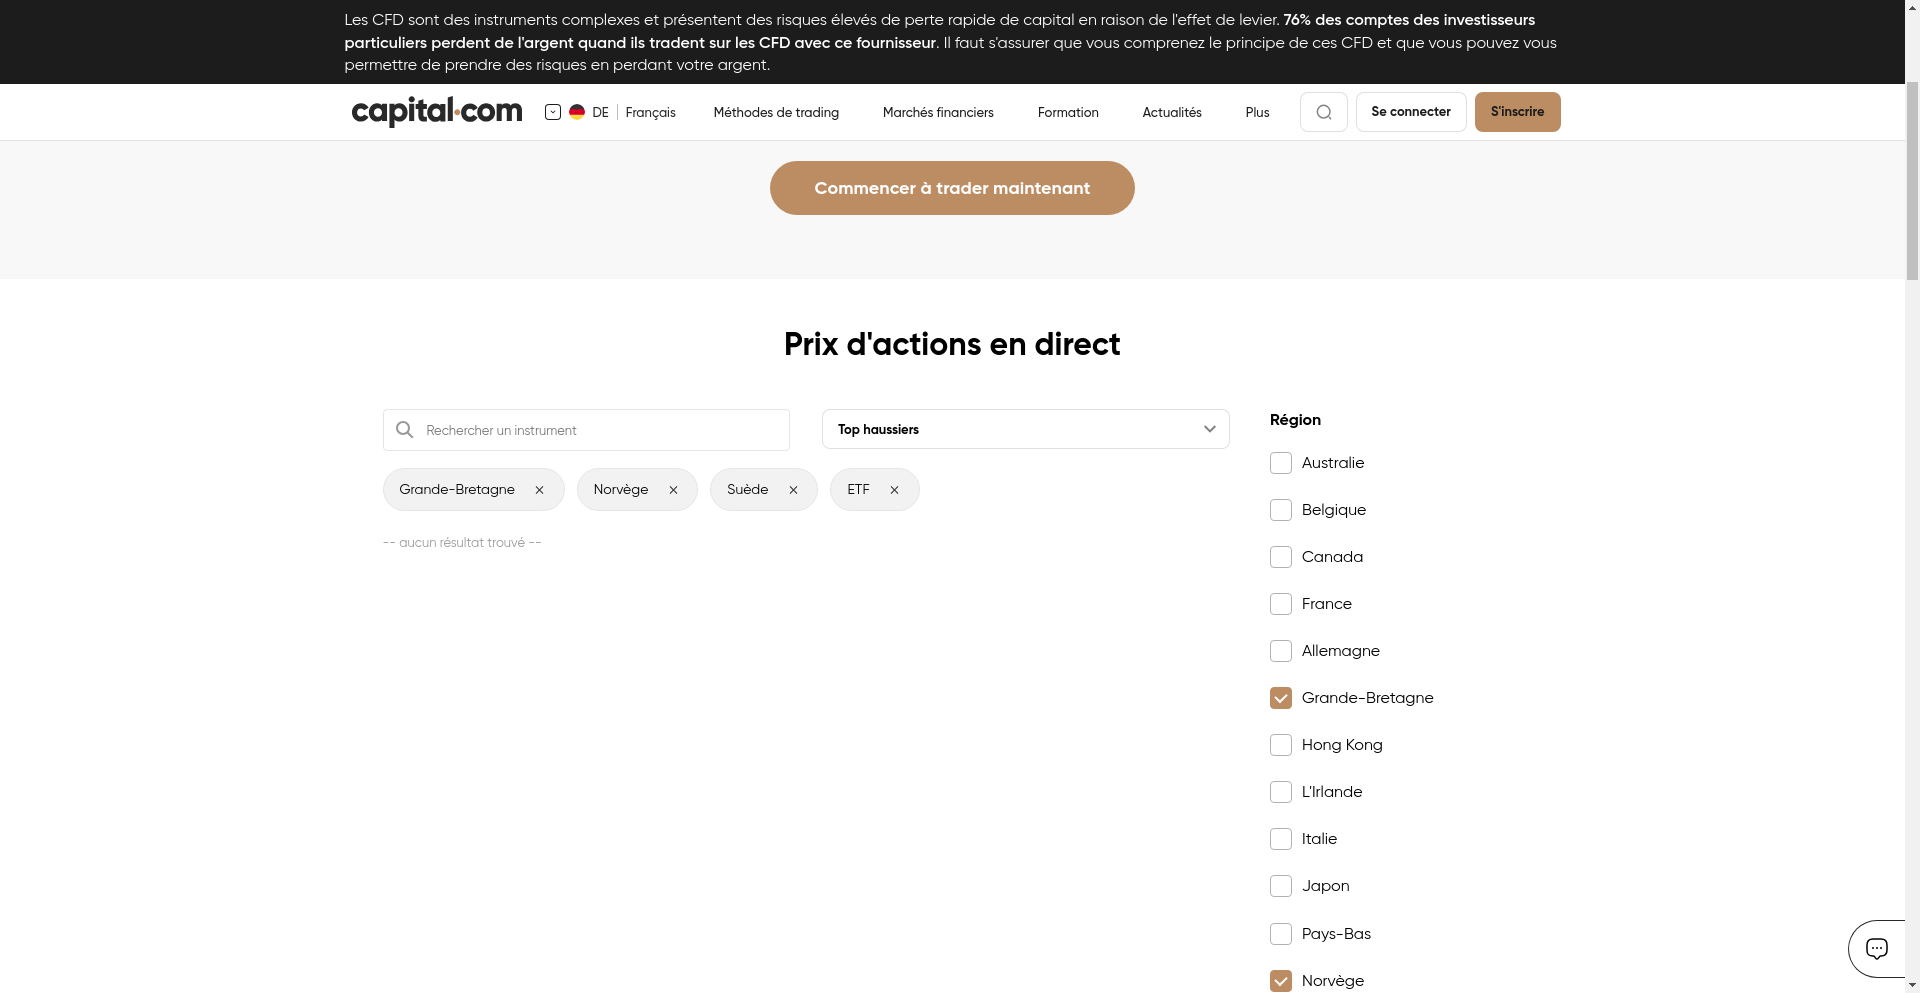 Les CFD sont des instruments complexes et présentent des risques élevés de perte rapide de capital en raison de l'effet de levier. 76% des comptes des investisseurs
particuliers perdent de l'argent quand ils tradent sur les CFD avec ce fournisseur. Il faut s'assurer que vous comprenez le principe de ces CFD et que vous pouvez vous
permettre de prendre des risques en perdant votre argent.
capital.com DE Français Méthodes de trading Marchés financiers Formation Actualités Plus Se connecter S'inscrire
Commencer à trader maintenant
Prix d'actions en direct
Rechercher un instrument
Top haussiers
Grande-Bretagne Norvège Suède ETF
-- aucun résultat trouvé --
Région
Australie
Belgique
Canada
France
Allemagne
Grande-Bretagne
Hong Kong
L'Irlande
Italie
Japon
Pays-Bas
Norvège